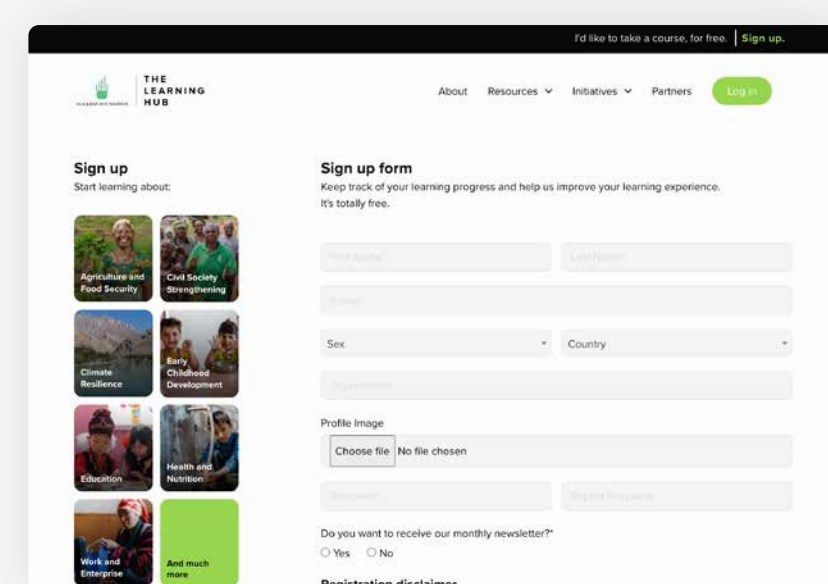 I'd like to take a course, for free. Sign up.
THE
LEARNING
HUB
About Resources Initiatives Partners Log in
Sign up
Start learning about:
Agriculture and
Food Security
Civil Society
Strengthening
Climate
Resilience
Early
Childhood
Development
Education
Health and
Nutrition
Work and
Enterprise
And much
more
Sign up form
Keep track of your learning progress and help us improve your learning experience.
It's totally free.
First Name*
Last Name*
Sex
Country
Profile Image
Choose file No file chosen
Do you want to receive our monthly newsletter?*
Yes No
Registration disclaimer